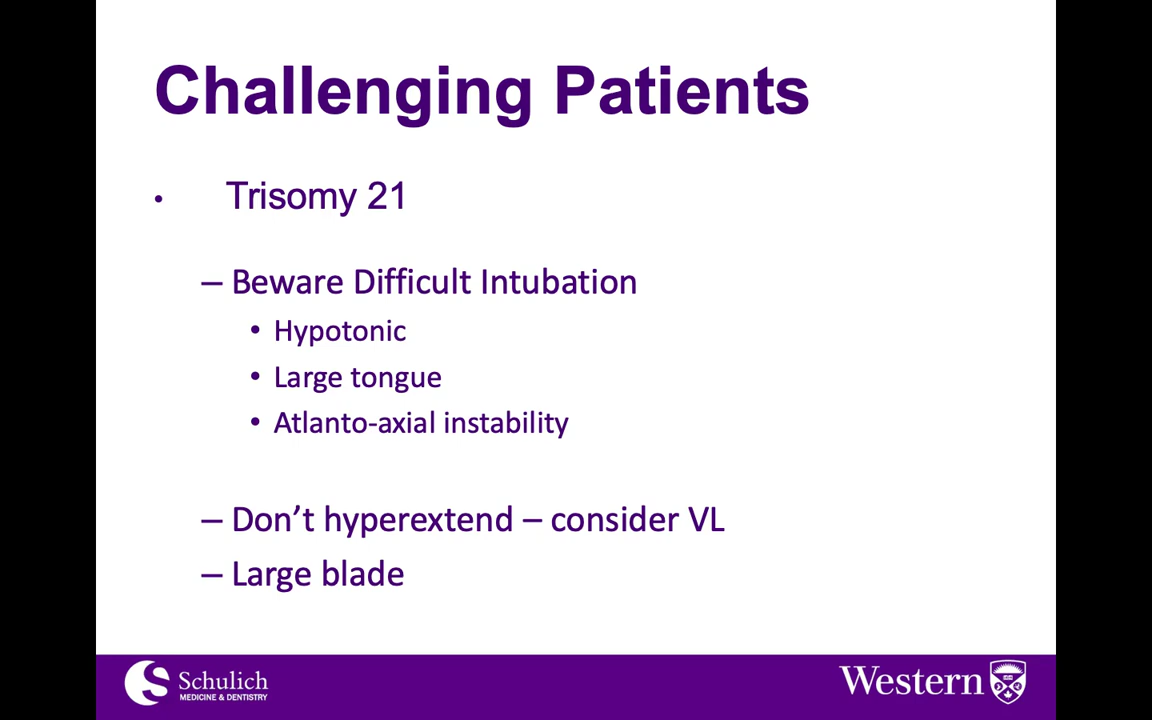 Challenging Patients
• Trisomy 21
– Beware Difficult Intubation
• Hypotonic
• Large tongue
• Atlanto-axial instability
– Don’t hyperextend – consider VL
– Large blade
Schulich
MEDICINE & DENTISTRY
Western